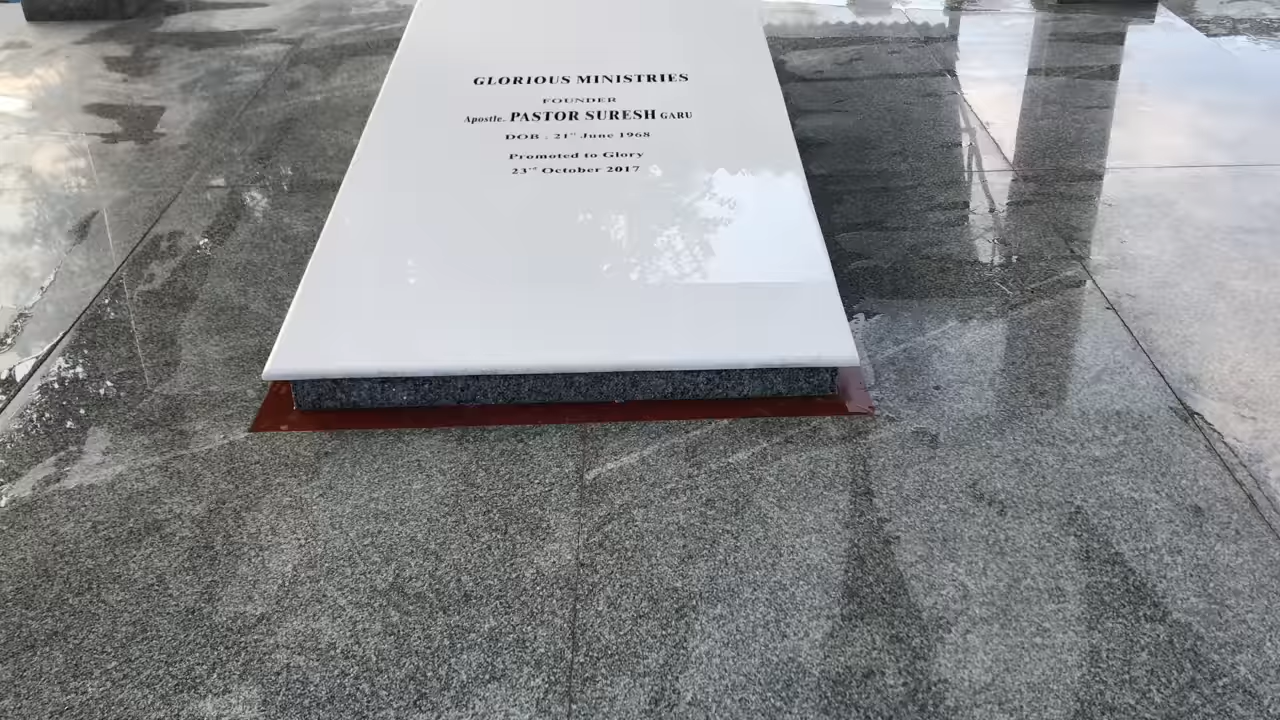 GLORIOUS MINISTRIES
FOUNDER
Apostle. PASTOR SURESH GARU
DOB . 21st June 1968
Promoted to Glory
23rd October 2017